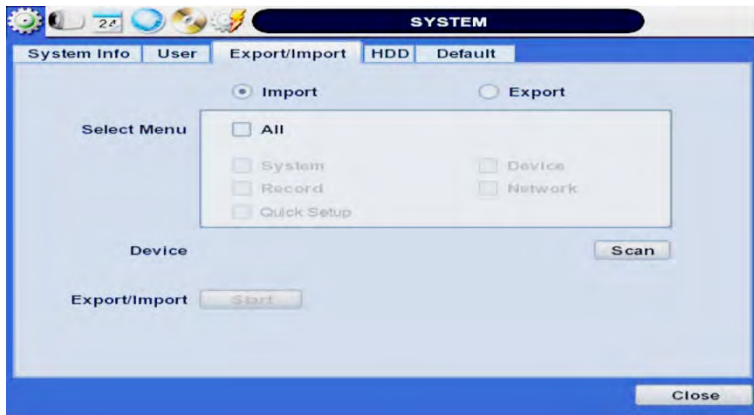 24 SYSTEM
System Info User Export/Import HDD Default
Import Export
Select Menu All
System Device
Record Network
Quick Setup
Device Scan
Export/Import Start
Close